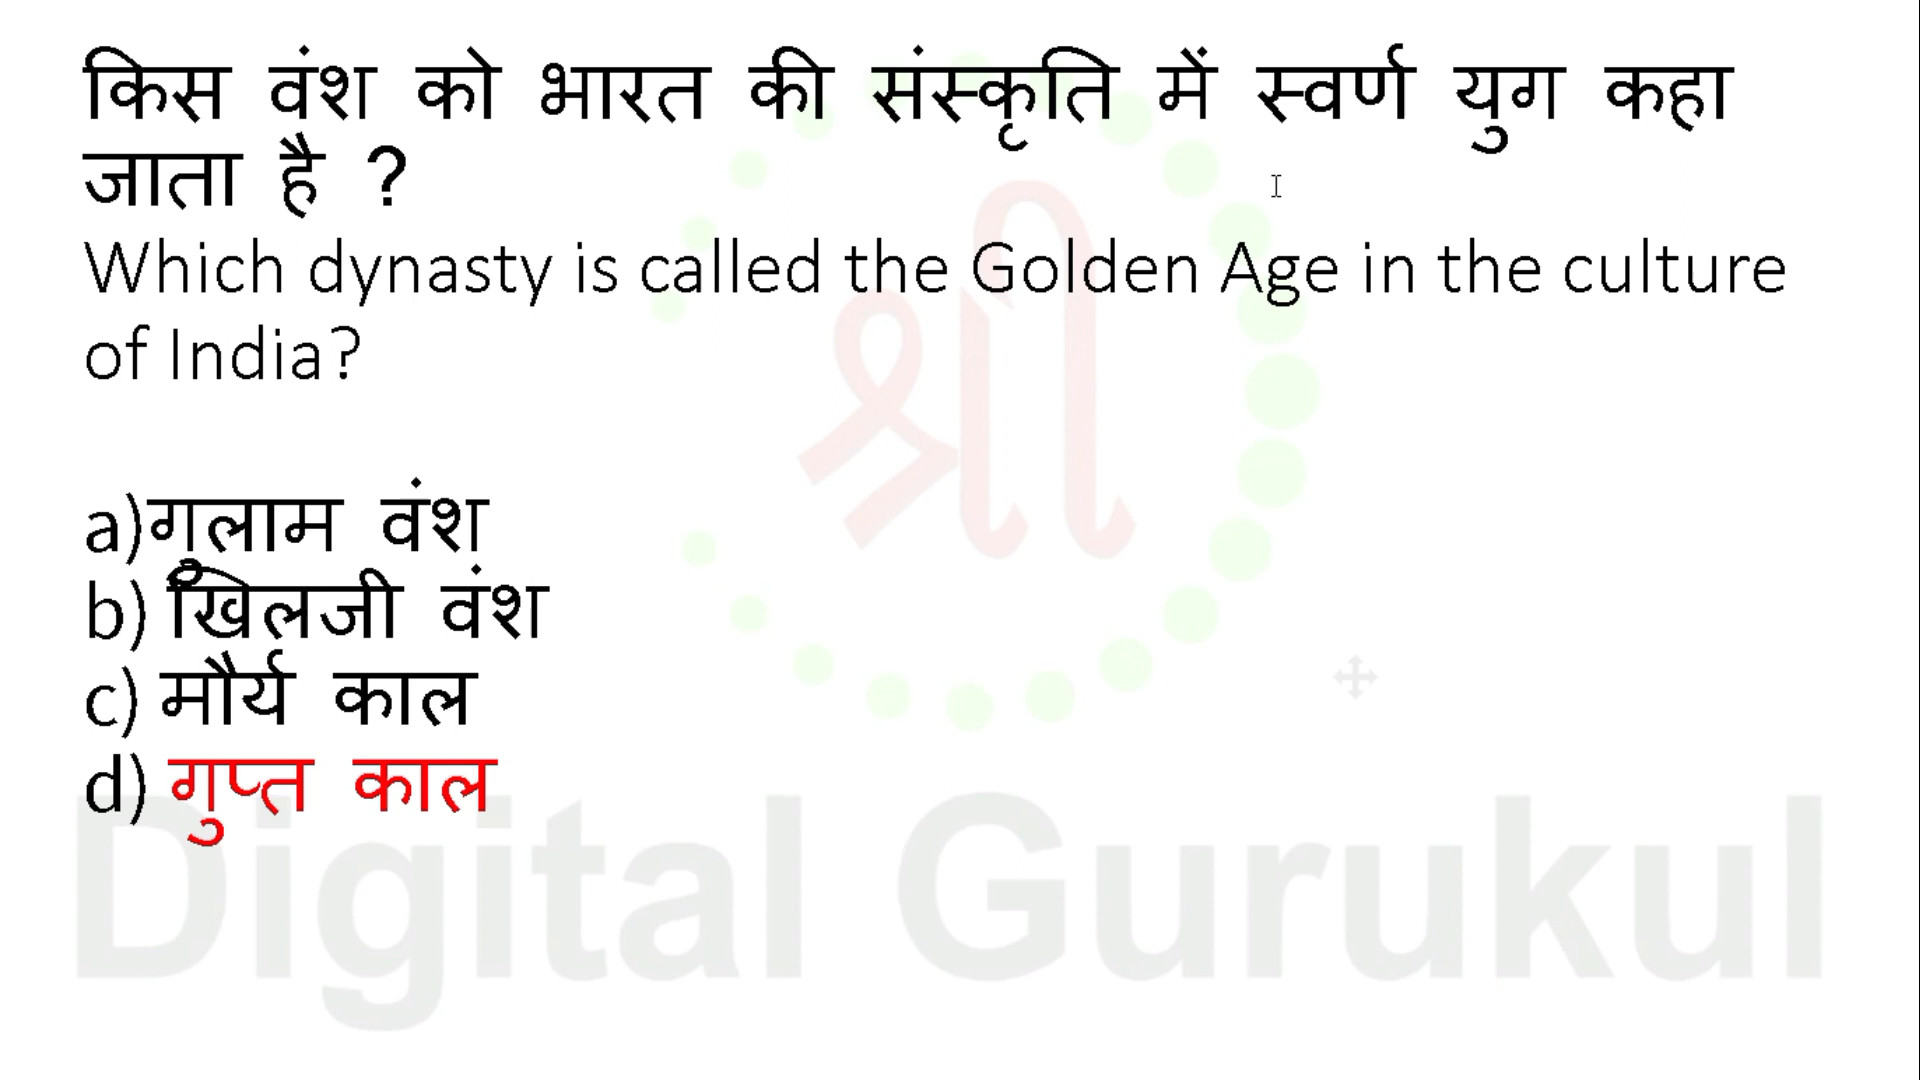 किस वंश को भारत की संस्कृति में स्वर्ण युग कहा
जाता है ?
Which dynasty is called the Golden Age in the culture
of India?
a)गुलाम वंश
b) खिलजी वंश
c) मौर्य काल
d) गुप्त काल
श्री
Digital Gurukul